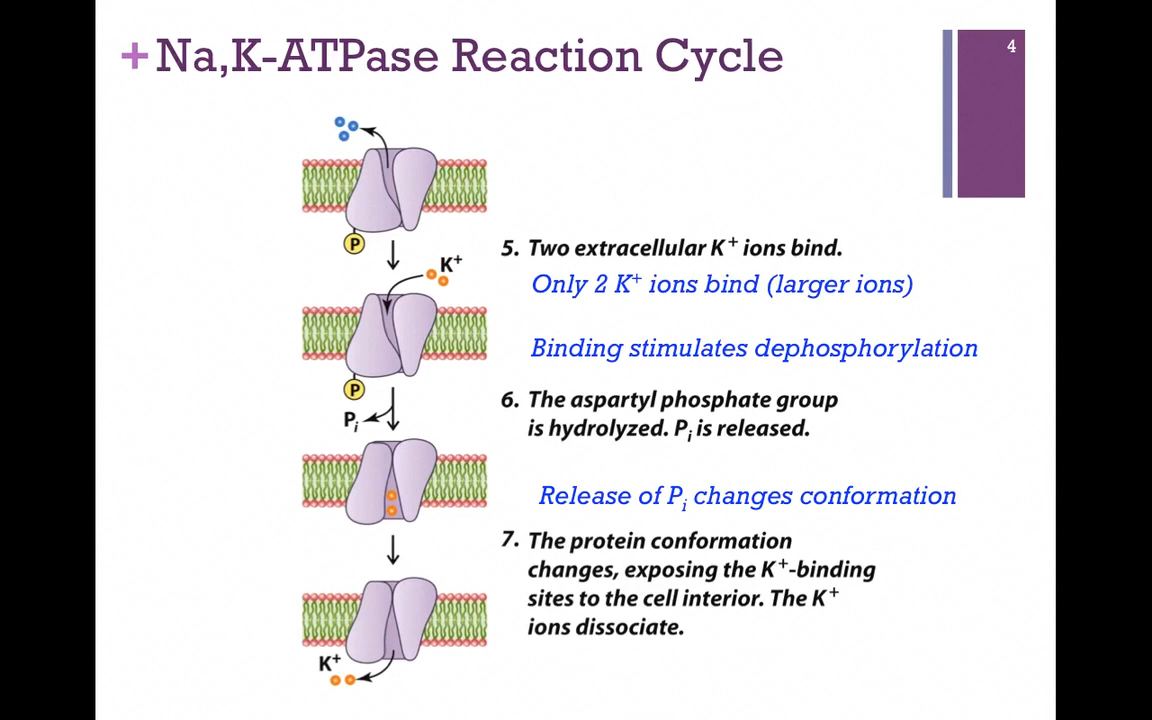 + Na,K-ATPase Reaction Cycle
4
P
K⁺
5. Two extracellular K⁺ ions bind.
Only 2 K⁺ ions bind (larger ions)
Binding stimulates dephosphorylation
P
Pᵢ
6. The aspartyl phosphate group
is hydrolyzed. Pᵢ is released.
Release of Pᵢ changes conformation
7. The protein conformation
changes, exposing the K⁺-binding
sites to the cell interior. The K⁺
ions dissociate.
K⁺